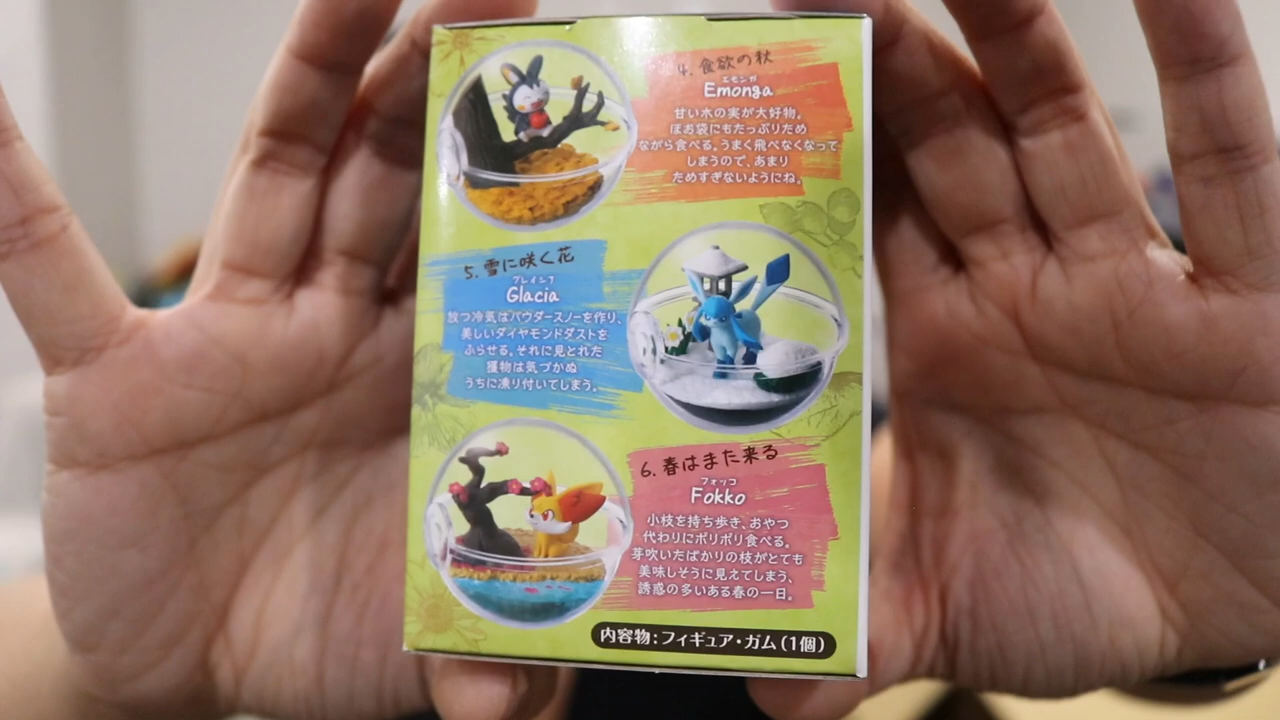 4. 食欲の秋
エモンガ
Emonga
甘い木の実が大好物。
ほお袋にもたっぷりため
ながら食べる。うまく飛べなくなって
しまうので、あまり
ためすぎないようにね。
5. 雪に咲く花
グレイシア
Glacia
放つ冷気はパウダースノーを作り、
美しいダイヤモンドダストを
ふらせる。それに見とれた
獲物は気づかぬ
うちに凍り付いてしまう。
6. 春はまた来る
フォッコ
Fokko
小枝を持ち歩き、おやつ
代わりにポリポリ食べる。
芽吹いたばかりの枝がとても
美味しそうに見えてしまう、
誘惑の多いある春の一日。
内容物:フィギュア・ガム(1個)